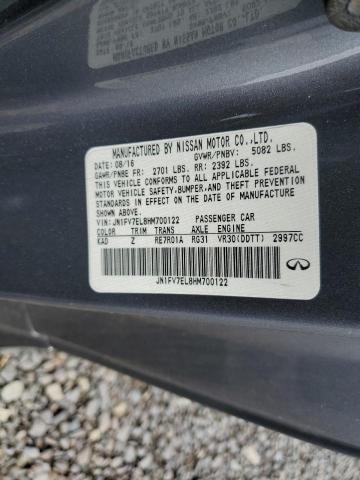 MANUFACTURED BY NISSAN MOTOR CO.,LTD.
DATE: 08/16 GVWR/PNBV: 5082 LBS.
GAWR/PNBE FR: 2701 LBS. RR: 2392 LBS.
THIS VEHICLE CONFORMS TO ALL APPLICABLE FEDERAL
MOTOR VEHICLE SAFETY,BUMPER,AND THEFT PREVENTION
STANDARDS IN EFFECT ON THE DATE OF MANUFACTURE
SHOWN ABOVE.
VIN:JN1FV7EL8HM700122 PASSENGER CAR
COLOR TRIM TRANS AXLE ENGINE
KAD Z RE7R01A RG31 VR30(DDTT) 2997CC
JN1FV7EL8HM700122